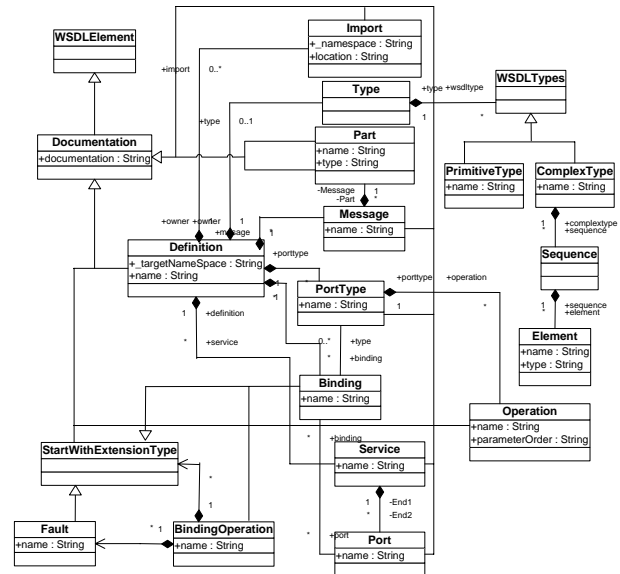 Import
+_namespace : String
+location : String
WSDLElement
+import
0..*
Type
+type
+wsdltype
WSDLTypes
1
*
+type
0..1
Documentation
+documentation : String
Part
+name : String
+type : String
PrimitiveType
+name : String
ComplexType
+name : String
-Message
1
-Part
*
Message
+name : String
1
+complextype
*
+sequence
+owner
+owner
1
1
+message
*
Definition
+_targetNameSpace : String
+name : String
+porttype
Sequence
PortType
+name : String
+porttype
+operation
1
*
1
+sequence
*
+element
1
+definition
*
+service
Element
+name : String
+type : String
0..*
+type
*
+binding
Binding
+name : String
Operation
+name : String
+parameterOrder : String
*
+binding
StartWithExtensionType
Service
+name : String
*
1
1
-End1
*
-End2
Fault
+name : String
*
1
BindingOperation
+name : String
*
+port
Port
+name : String